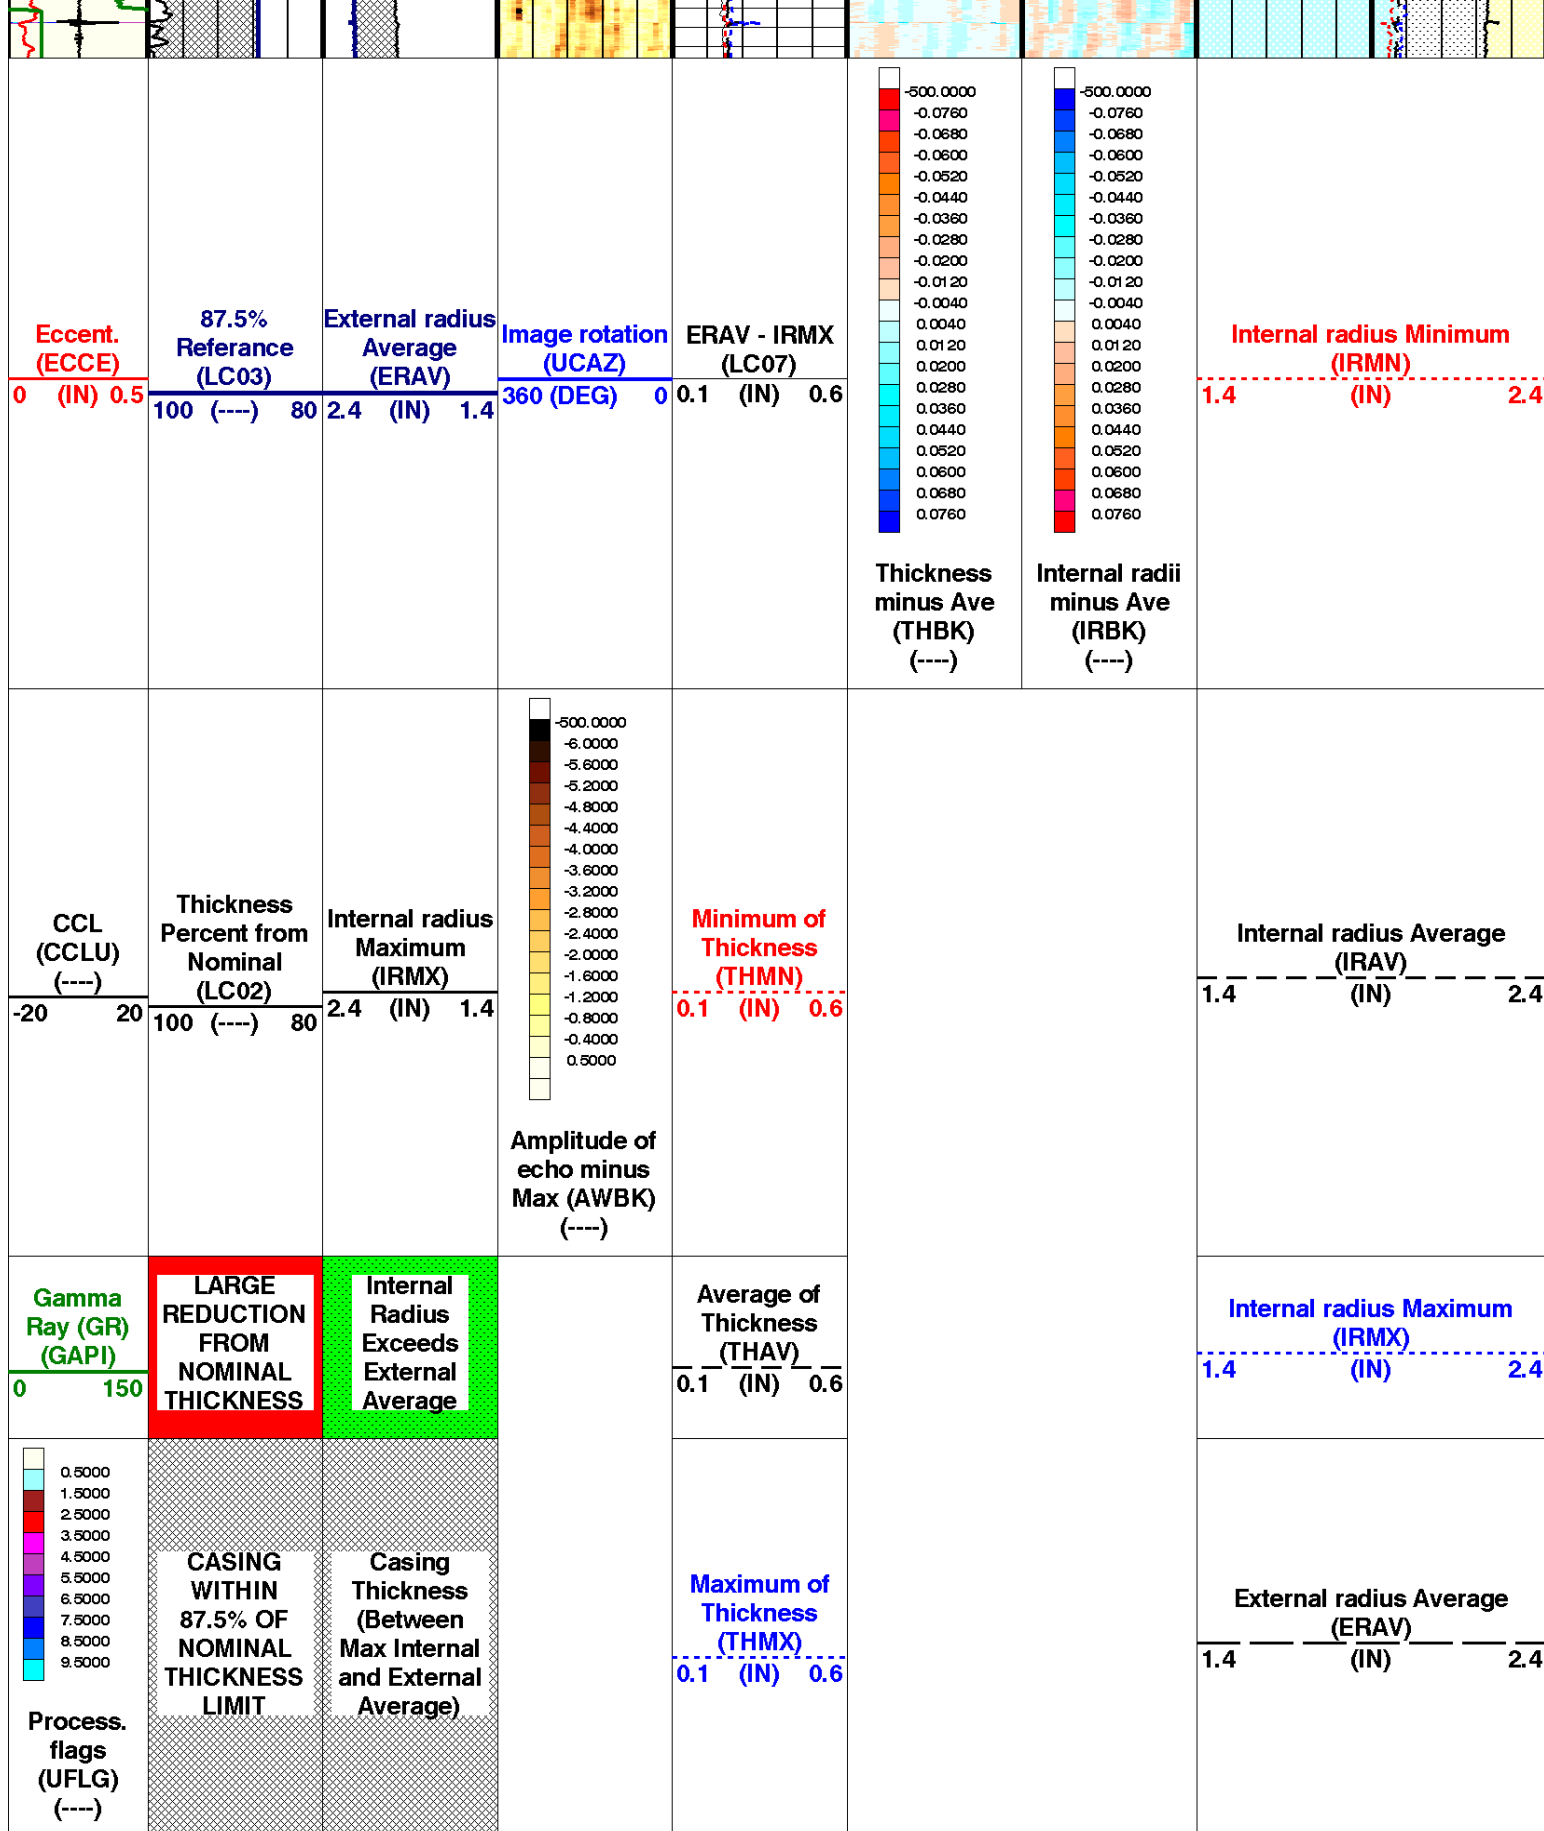 Eccent.
(ECCE)
0 (IN) 0.5
87.5%
Referance
(LC03)
100 (----) 80
External radius
Average
(ERAV)
2.4 (IN) 1.4
Image rotation
(UCAZ)
360 (DEG) 0
ERAV - IRMX
(LC07)
0.1 (IN) 0.6
-500.0000
-0.0760
-0.0680
-0.0600
-0.0520
-0.0440
-0.0360
-0.0280
-0.0200
-0.0120
-0.0040
0.0040
0.0120
0.0200
0.0280
0.0360
0.0440
0.0520
0.0600
0.0680
0.0760
Thickness
minus Ave
(THBK)
(----)
-500.0000
-0.0760
-0.0680
-0.0600
-0.0520
-0.0440
-0.0360
-0.0280
-0.0200
-0.0120
-0.0040
0.0040
0.0120
0.0200
0.0280
0.0360
0.0440
0.0520
0.0600
0.0680
0.0760
Internal radii
minus Ave
(IRBK)
(----)
Internal radius Minimum
(IRMN)
1.4 (IN) 2.4
CCL
(CCLU)
(----)
-20 20
Thickness
Percent from
Nominal
(LC02)
100 (----) 80
Internal radius
Maximum
(IRMX)
2.4 (IN) 1.4
-500.0000
-6.0000
-5.6000
-5.2000
-4.8000
-4.4000
-4.0000
-3.6000
-3.2000
-2.8000
-2.4000
-2.0000
-1.6000
-1.2000
-0.8000
-0.4000
0.5000
Amplitude of
echo minus
Max (AWBK)
(----)
Minimum of
Thickness
(THMN)
0.1 (IN) 0.6
Internal radius Average
(IRAV)
1.4 (IN) 2.4
Gamma
Ray (GR)
(GAPI)
0 150
LARGE
REDUCTION
FROM
NOMINAL
THICKNESS
Internal
Radius
Exceeds
External
Average
Average of
Thickness
(THAV)
0.1 (IN) 0.6
Internal radius Maximum
(IRMX)
1.4 (IN) 2.4
0.5000
1.5000
2.5000
3.5000
4.5000
5.5000
6.5000
7.5000
8.5000
9.5000
Process.
flags
(UFLG)
(----)
CASING
WITHIN
87.5% OF
NOMINAL
THICKNESS
LIMIT
Casing
Thickness
(Between
Max Internal
and External
Average)
Maximum of
Thickness
(THMX)
0.1 (IN) 0.6
External radius Average
(ERAV)
1.4 (IN) 2.4